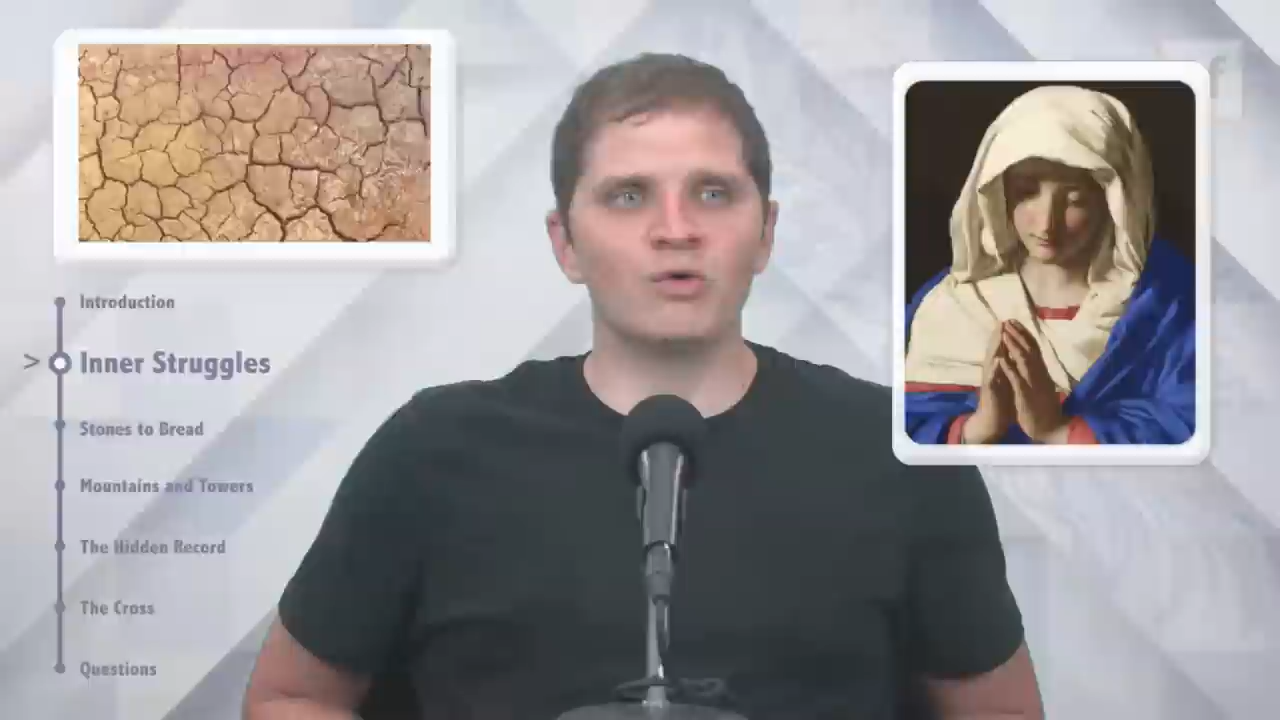 Introduction
> Inner Struggles
Stones to Bread
Mountains and Towers
The Hidden Record
The Cross
Questions
f